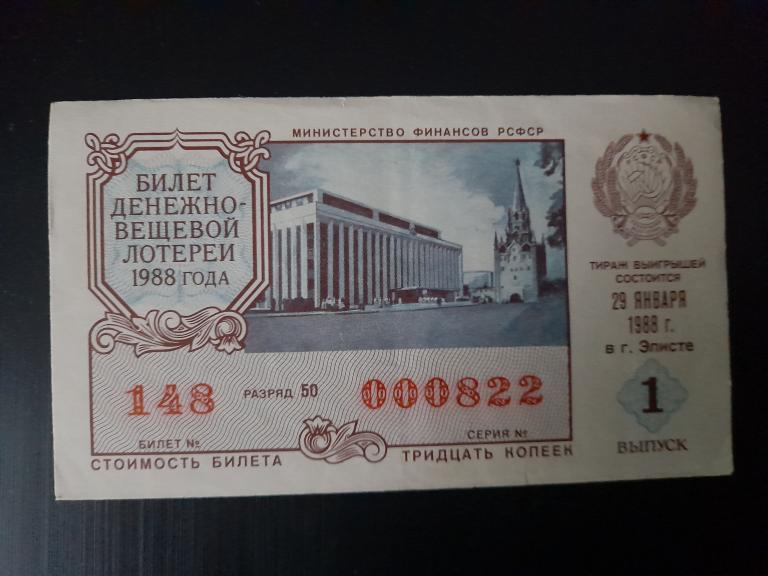 МИНИСТЕРСТВО ФИНАНСОВ РСФСР
БИЛЕТ
ДЕНЕЖНО-
ВЕЩЕВОЙ
ЛОТЕРЕИ
1988 ГОДА
ТИРАЖ ВЫИГРЫШЕЙ
СОСТОИТСЯ
29 ЯНВАРЯ
1988 г.
в г. Элисте
148
РАЗРЯД 50
000822
БИЛЕТ №
СЕРИЯ №
1
ВЫПУСК
СТОИМОСТЬ БИЛЕТА
ТРИДЦАТЬ КОПЕЕК